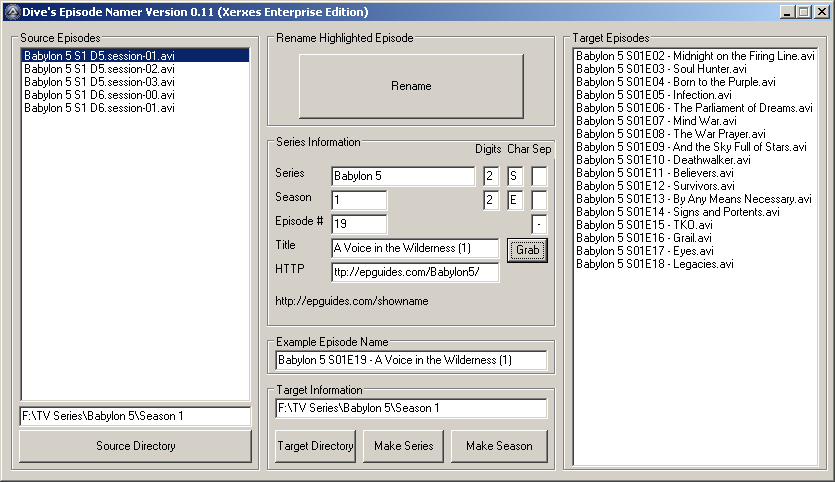 Dive's Episode Namer Version 0.11 (Xerxes Enterprise Edition)
Source Episodes
Babylon 5 S1 D5.session-01.avi
Babylon 5 S1 D5.session-02.avi
Babylon 5 S1 D5.session-03.avi
Babylon 5 S1 D6.session-00.avi
Babylon 5 S1 D6.session-01.avi
F:\TV Series\Babylon 5\Season 1
Source Directory
Rename Highlighted Episode
Rename
Series Information
Digits Char Sep
Series Babylon 5 2 S
Season 1 2 E
Episode # 19 -
Title A Voice in the Wilderness (1) Grab
HTTP ttp://epguides.com/Babylon5/
http://epguides.com/showname
Example Episode Name
Babylon 5 S01E19 - A Voice in the Wilderness (1)
Target Information
F:\TV Series\Babylon 5\Season 1
Target Directory Make Series Make Season
Target Episodes
Babylon 5 S01E02 - Midnight on the Firing Line.avi
Babylon 5 S01E03 - Soul Hunter.avi
Babylon 5 S01E04 - Born to the Purple.avi
Babylon 5 S01E05 - Infection.avi
Babylon 5 S01E06 - The Parliament of Dreams.avi
Babylon 5 S01E07 - Mind War.avi
Babylon 5 S01E08 - The War Prayer.avi
Babylon 5 S01E09 - And the Sky Full of Stars.avi
Babylon 5 S01E10 - Deathwalker.avi
Babylon 5 S01E11 - Believers.avi
Babylon 5 S01E12 - Survivors.avi
Babylon 5 S01E13 - By Any Means Necessary.avi
Babylon 5 S01E14 - Signs and Portents.avi
Babylon 5 S01E15 - TKO.avi
Babylon 5 S01E16 - Grail.avi
Babylon 5 S01E17 - Eyes.avi
Babylon 5 S01E18 - Legacies.avi